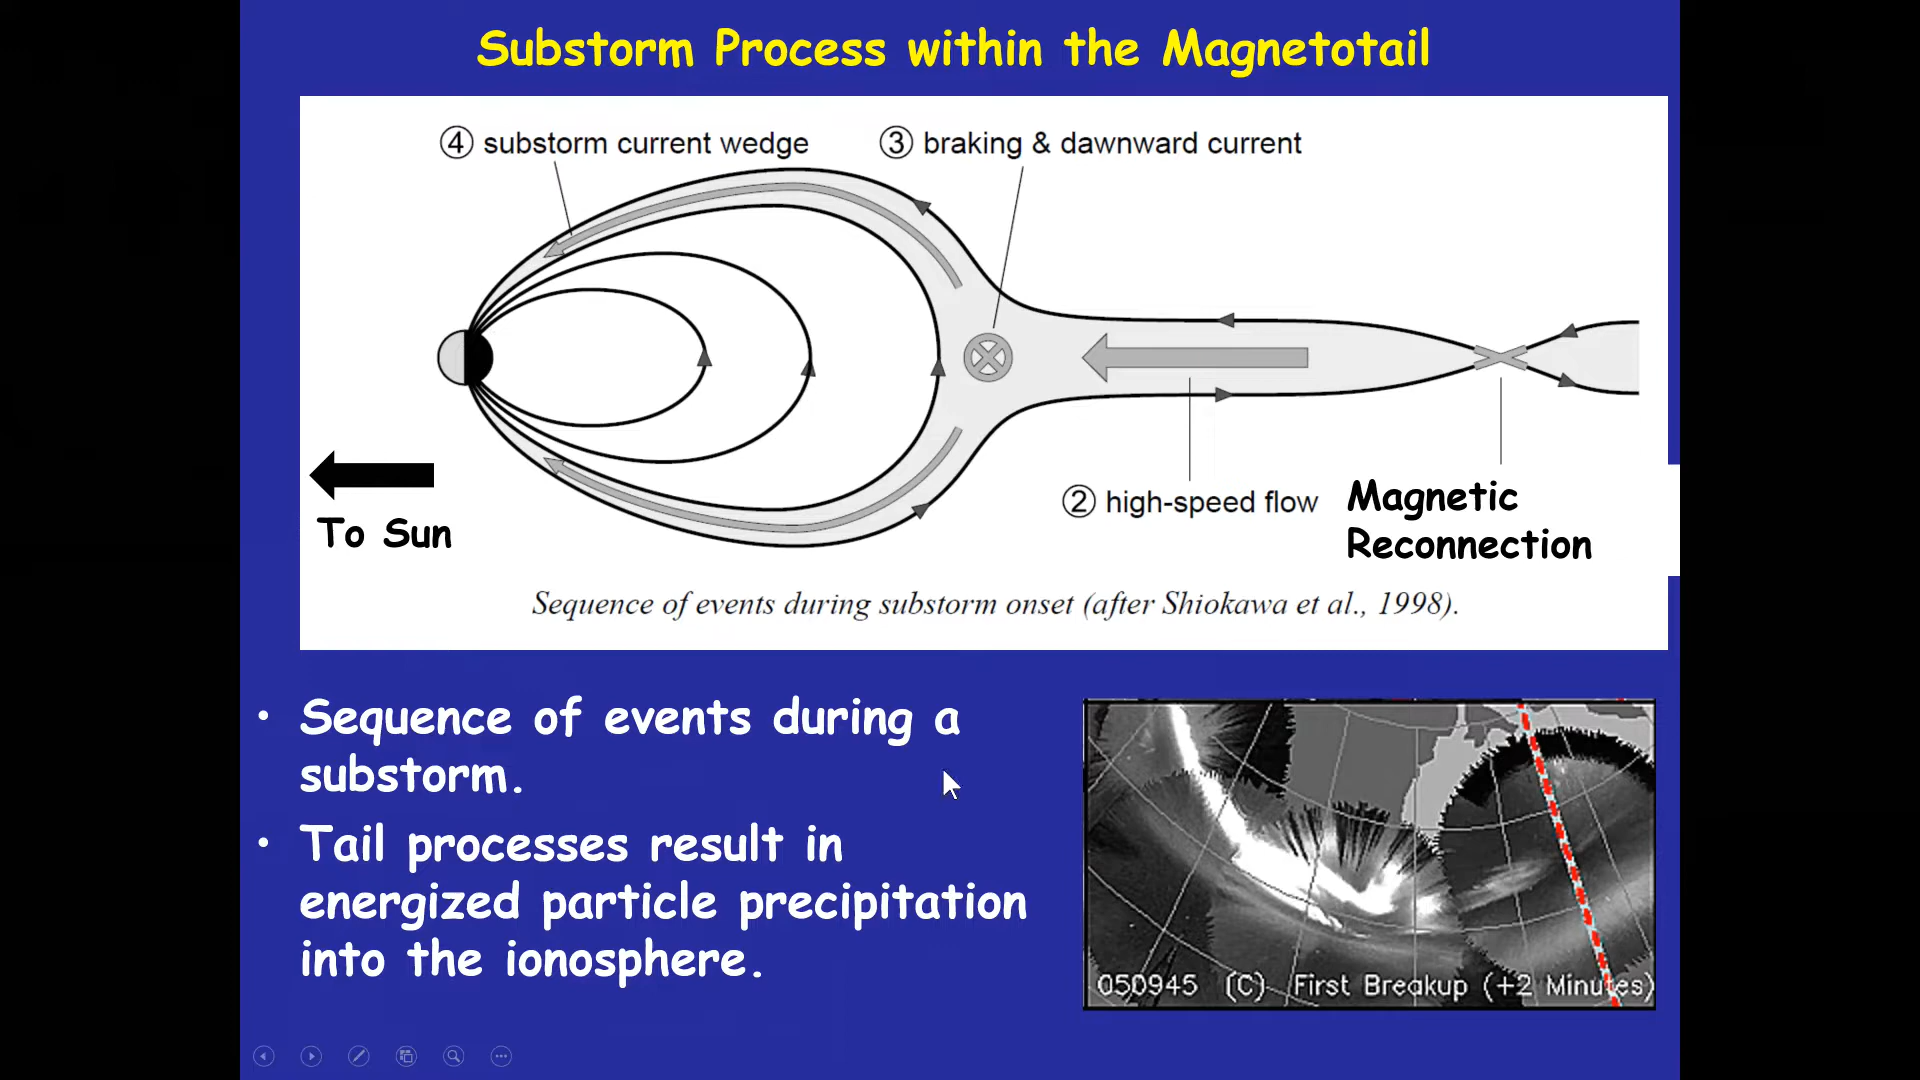 Substorm Process within the Magnetotail
④ substorm current wedge
③ braking & dawnward current
② high-speed flow
Magnetic
Reconnection
To Sun
Sequence of events during substorm onset (after Shiokawa et al., 1998).
• Sequence of events during a
substorm.
• Tail processes result in
energized particle precipitation
into the ionosphere.
050945 (C) First Breakup (+2 Minutes)